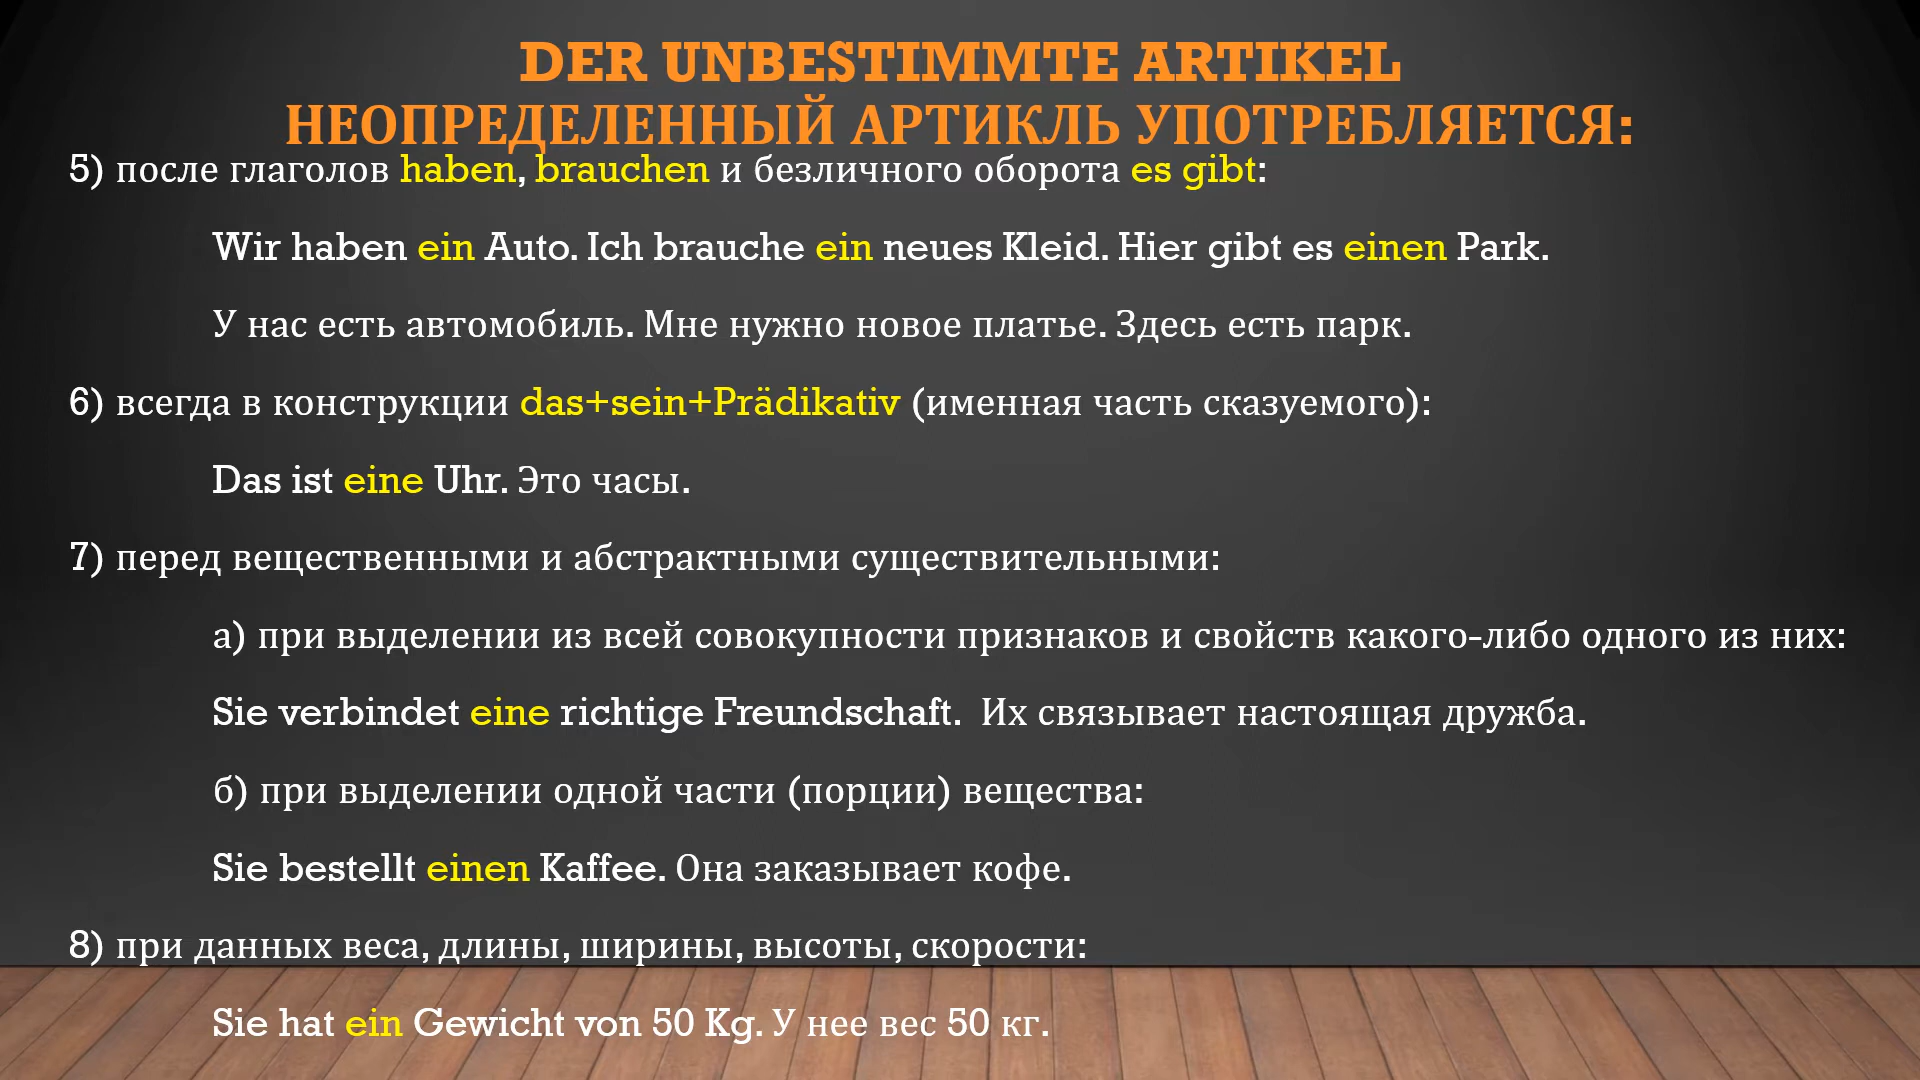 DER UNBESTIMMTE ARTIKEL
НЕОПРЕДЕЛЕННЫЙ АРТИКЛЬ УПОТРЕБЛЯЕТСЯ:
5) после глаголов haben, brauchen и безличного оборота es gibt:
Wir haben ein Auto. Ich brauche ein neues Kleid. Hier gibt es einen Park.
У нас есть автомобиль. Мне нужно новое платье. Здесь есть парк.
6) всегда в конструкции das+sein+Prädikativ (именная часть сказуемого):
Das ist eine Uhr. Это часы.
7) перед вещественными и абстрактными существительными:
а) при выделении из всей совокупности признаков и свойств какого-либо одного из них:
Sie verbindet eine richtige Freundschaft. Их связывает настоящая дружба.
б) при выделении одной части (порции) вещества:
Sie bestellt einen Kaffee. Она заказывает кофе.
8) при данных веса, длины, ширины, высоты, скорости:
Sie hat ein Gewicht von 50 Kg. У нее вес 50 кг.